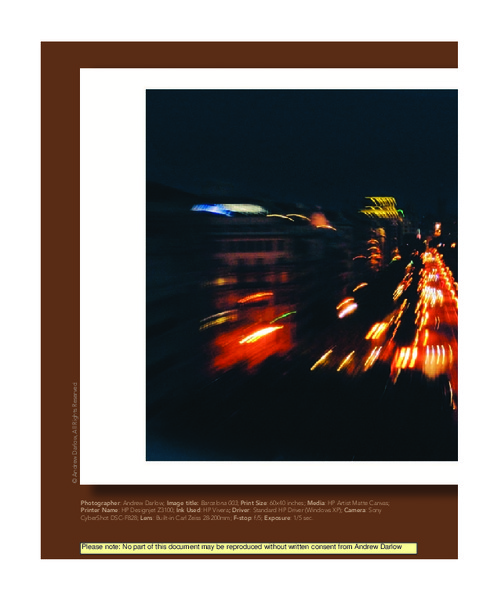 © Andrew Darlow, All Rights Reserved.
Photographer: Andrew Darlow; Image title: Barcelona 003; Print Size: 60x40 inches; Media: HP Artist Matte Canvas;
Printer Name: HP Designjet Z3100; Ink Used: HP Vivera; Driver: Standard HP Driver (Windows XP); Camera: Sony
CyberShot DSC-F828; Lens: Built-in Carl Zeiss 28-200mm; F-stop: f/5; Exposure: 1/5 sec.
Please note: No part of this document may be reproduced without written consent from Andrew Darlow